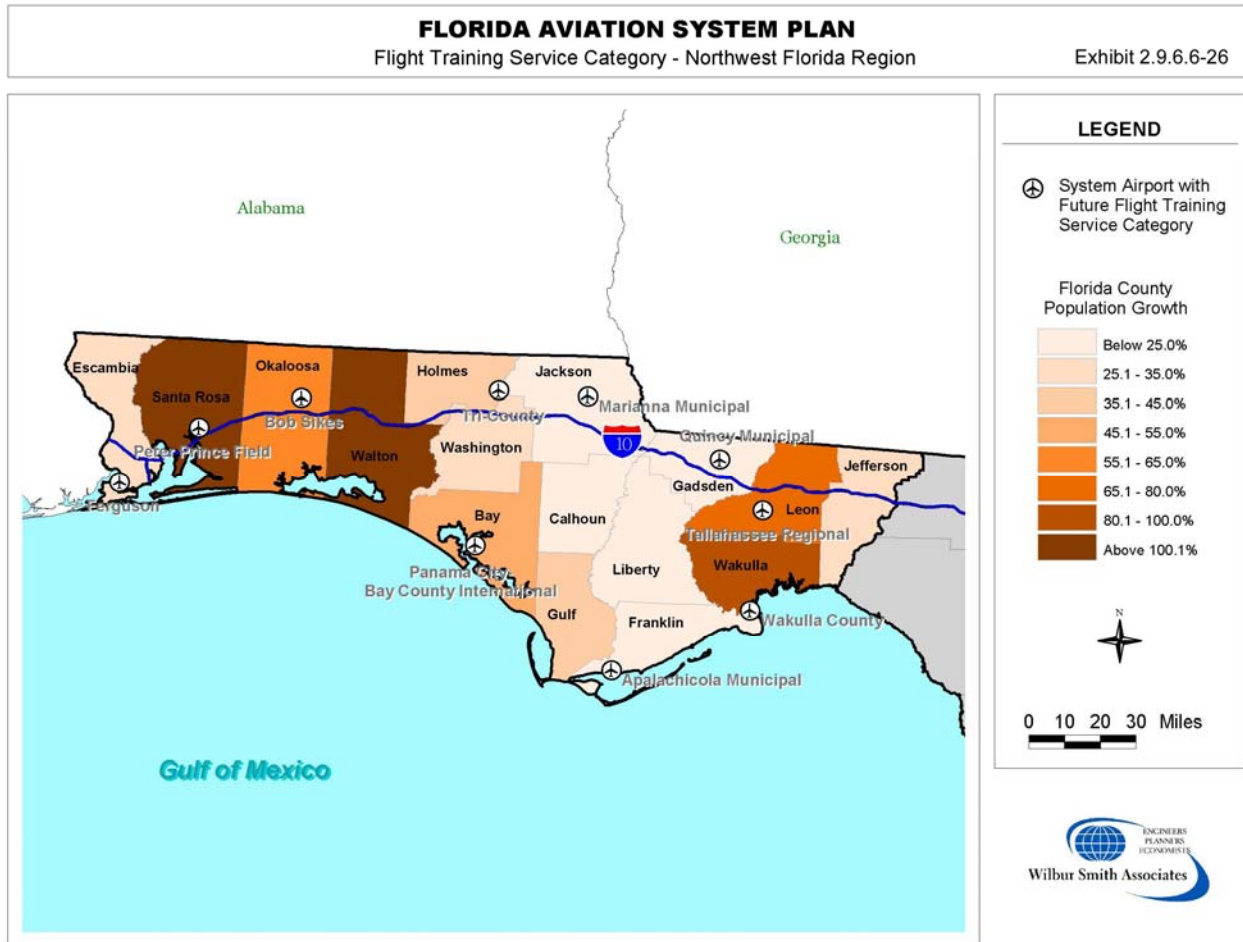 FLORIDA AVIATION SYSTEM PLAN
Flight Training Service Category - Northwest Florida Region
Exhibit 2.9.6.6-26
Alabama
Georgia
Escambia
Santa Rosa
Okaloosa
Walton
Holmes
Jackson
Washington
Bay
Calhoun
Gulf
Liberty
Franklin
Gadsden
Leon
Wakulla
Jefferson
Peter Prince Field
Ferguson
Bob Sikes
Tri-County
Marianna Municipal
10
Quincy Municipal
Tallahassee Regional
Panama City-
Bay County International
Wakulla County
Apalachicola Municipal
Gulf of Mexico
LEGEND
System Airport with
Future Flight Training
Service Category
Florida County
Population Growth
Below 25.0%
25.1 - 35.0%
35.1 - 45.0%
45.1 - 55.0%
55.1 - 65.0%
65.1 - 80.0%
80.1 - 100.0%
Above 100.1%
N
0 10 20 30 Miles
ENGINEERS
PLANNERS
ECONOMISTS
Wilbur Smith Associates